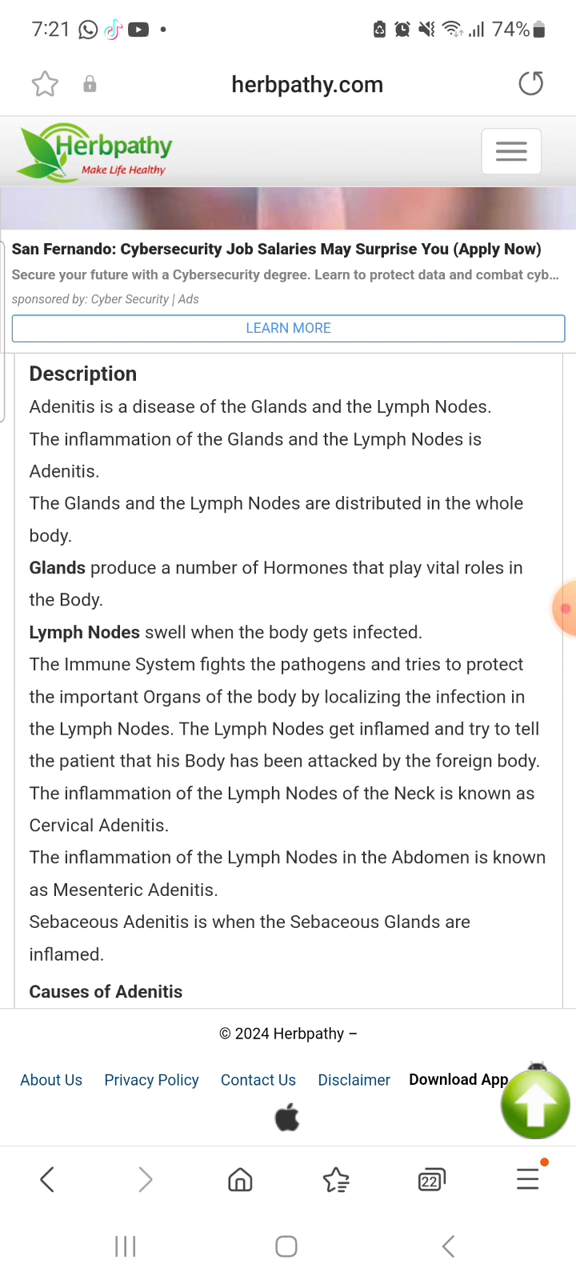 7:21 74%
herbpathy.com
Herbpathy
Make Life Healthy
San Fernando: Cybersecurity Job Salaries May Surprise You (Apply Now)
Secure your future with a Cybersecurity degree. Learn to protect data and combat cyb...
sponsored by: Cyber Security | Ads
LEARN MORE
Description
Adenitis is a disease of the Glands and the Lymph Nodes.
The inflammation of the Glands and the Lymph Nodes is
Adenitis.
The Glands and the Lymph Nodes are distributed in the whole
body.
Glands produce a number of Hormones that play vital roles in
the Body.
Lymph Nodes swell when the body gets infected.
The Immune System fights the pathogens and tries to protect
the important Organs of the body by localizing the infection in
the Lymph Nodes. The Lymph Nodes get inflamed and try to tell
the patient that his Body has been attacked by the foreign body.
The inflammation of the Lymph Nodes of the Neck is known as
Cervical Adenitis.
The inflammation of the Lymph Nodes in the Abdomen is known
as Mesenteric Adenitis.
Sebaceous Adenitis is when the Sebaceous Glands are
inflamed.
Causes of Adenitis
© 2024 Herbpathy –
About Us Privacy Policy Contact Us Disclaimer Download App
22